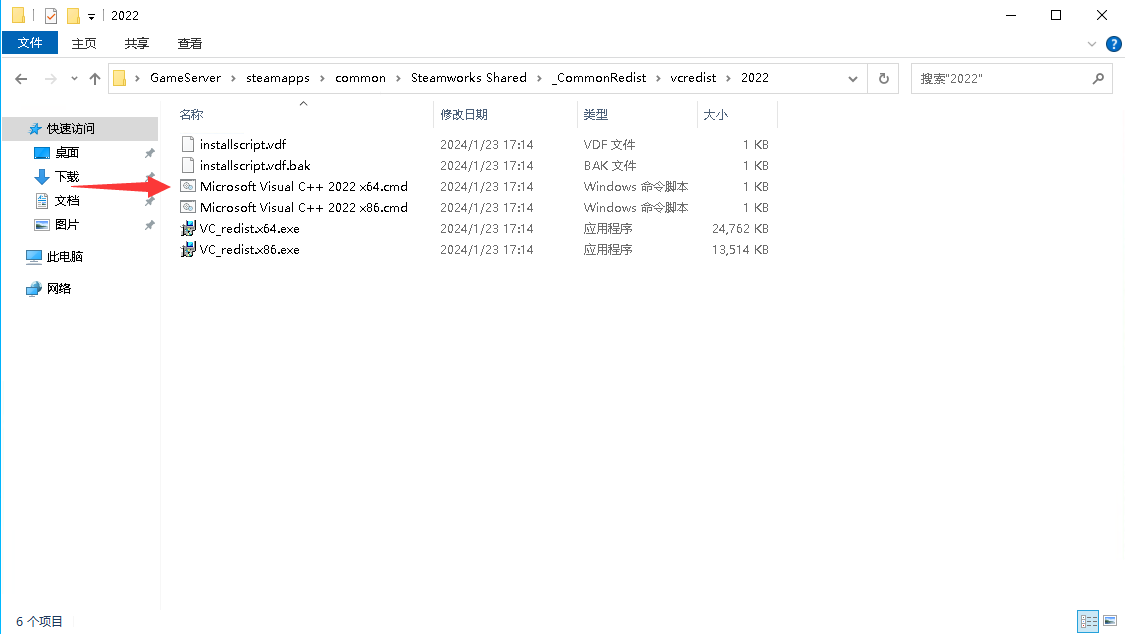 2022
文件 主页 共享 查看
GameServer › steamapps › common › Steamworks Shared › _CommonRedist › vcredist › 2022 搜索"2022"
名称 修改日期 类型 大小
快速访问
桌面
下载
文档
图片
此电脑
网络
installscript.vdf 2024/1/23 17:14 VDF 文件 1 KB
installscript.vdf.bak 2024/1/23 17:14 BAK 文件 1 KB
Microsoft Visual C++ 2022 x64.cmd 2024/1/23 17:14 Windows 命令脚本 1 KB
Microsoft Visual C++ 2022 x86.cmd 2024/1/23 17:14 Windows 命令脚本 1 KB
VC_redist.x64.exe 2024/1/23 17:14 应用程序 24,762 KB
VC_redist.x86.exe 2024/1/23 17:14 应用程序 13,514 KB
6 个项目